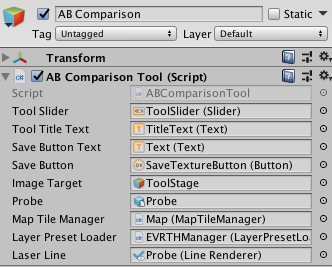 AB Comparison Static
Tag Untagged Layer Default
Transform
AB Comparison Tool (Script)
Script ABComparisonTool
Tool Slider ToolSlider (Slider)
Tool Title Text TitleText (Text)
Save Button Text Text (Text)
Save Button SaveTextureButton (Button)
Image Target ToolStage
Probe Probe
Map Tile Manager Map (MapTileManager)
Layer Preset Loader EVRTHManager (LayerPresetLo
Laser Line Probe (Line Renderer)